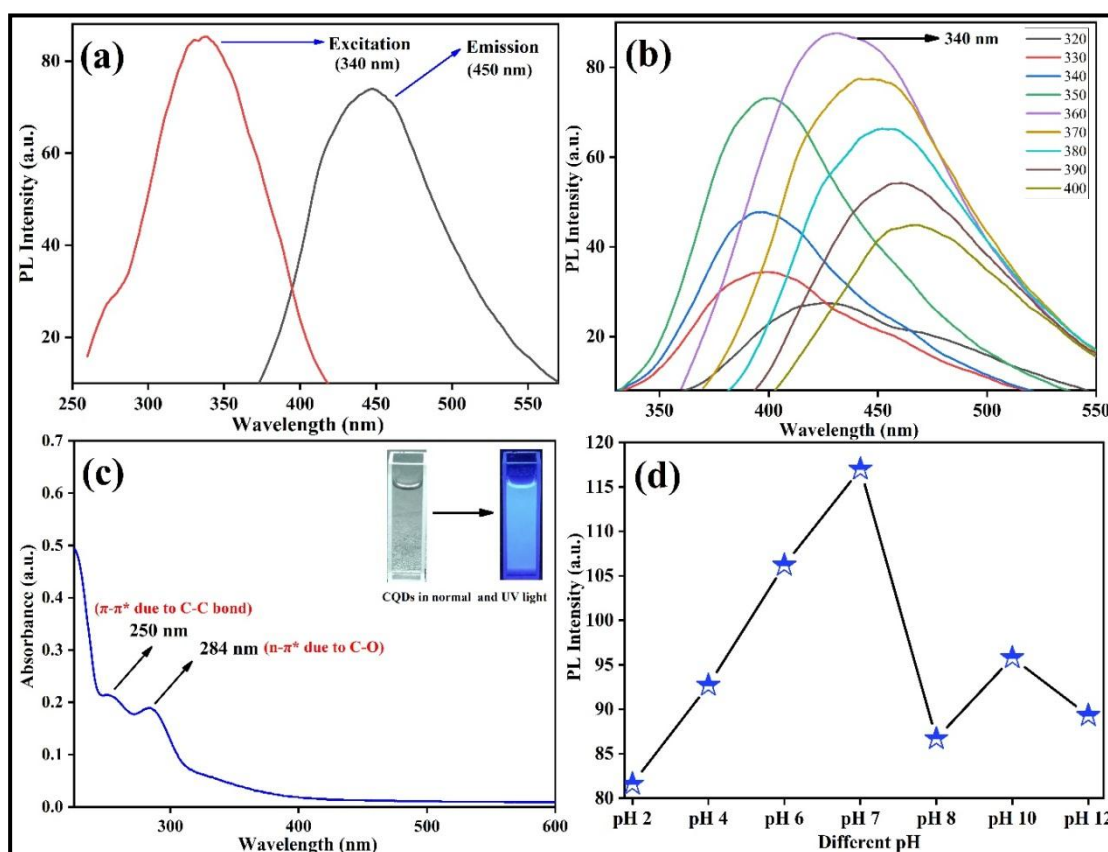 (a)
Excitation
(340 nm)
Emission
(450 nm)
PL Intensity (a.u.)
80
60
40
20
250 300 350 400 450 500 550
Wavelength (nm)
(b)
340 nm
320
330
340
350
360
370
380
390
400
PL Intensity (a.u.)
80
60
40
20
350 400 450 500 550
Wavelength (nm)
(c)
CQDs in normal and UV light
(π-π* due to C-C bond)
250 nm
284 nm (n-π* due to C-O)
Absorbance (a.u.)
0.7
0.6
0.5
0.4
0.3
0.2
0.1
0.0
300 400 500 600
Wavelength (nm)
(d)
PL Intensity (a.u.)
120
115
110
105
100
95
90
85
80
pH 2 pH 4 pH 6 pH 7 pH 8 pH 10 pH 12
Different pH